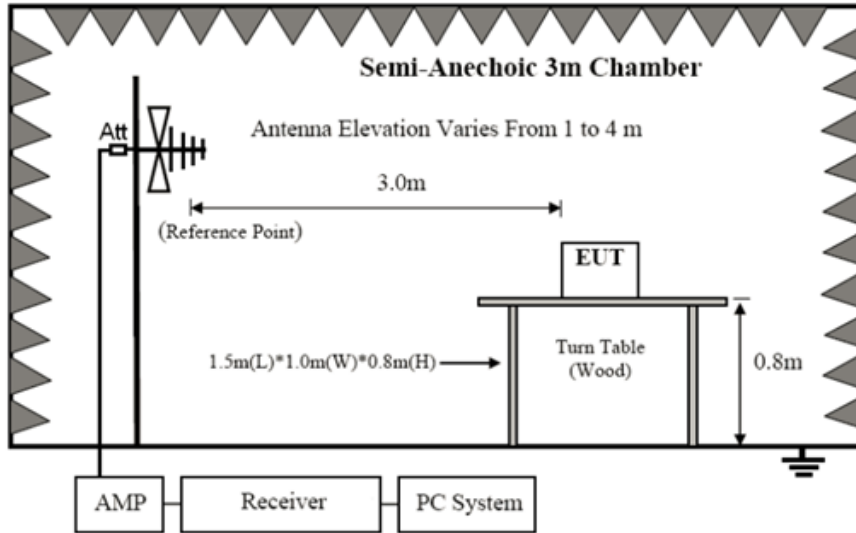 Semi-Anechoic 3m Chamber
Att
Antenna Elevation Varies From 1 to 4 m
3.0m
(Reference Point)
EUT
1.5m(L)*1.0m(W)*0.8m(H)
Turn Table
(Wood)
0.8m
AMP
Receiver
PC System